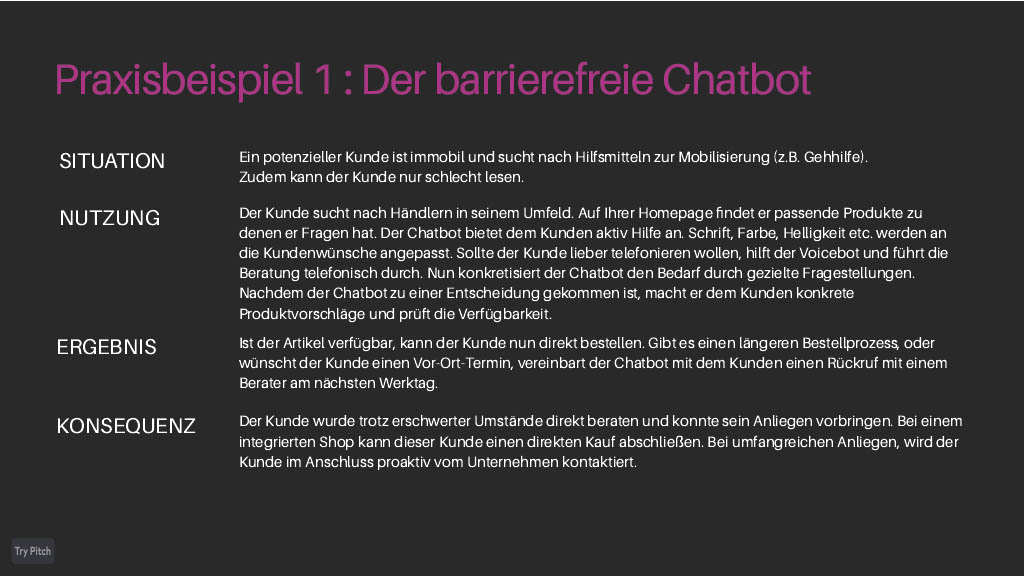 Praxisbeispiel 1 : Der barrierefreie Chatbot
SITUATION
Ein potenzieller Kunde ist immobil und sucht nach Hilfsmitteln zur Mobilisierung (z.B. Gehhilfe).
Zudem kann der Kunde nur schlecht lesen.
NUTZUNG
Der Kunde sucht nach Händlern in seinem Umfeld. Auf Ihrer Homepage findet er passende Produkte zu
denen er Fragen hat. Der Chatbot bietet dem Kunden aktiv Hilfe an. Schrift, Farbe, Helligkeit etc. werden an
die Kundenwünsche angepasst. Sollte der Kunde lieber telefonieren wollen, hilft der Voicebot und führt die
Beratung telefonisch durch. Nun konkretisiert der Chatbot den Bedarf durch gezielte Fragestellungen.
Nachdem der Chatbot zu einer Entscheidung gekommen ist, macht er dem Kunden konkrete
Produktvorschläge und prüft die Verfügbarkeit.
ERGEBNIS
Ist der Artikel verfügbar, kann der Kunde nun direkt bestellen. Gibt es einen längeren Bestellprozess, oder
wünscht der Kunde einen Vor-Ort-Termin, vereinbart der Chatbot mit dem Kunden einen Rückruf mit einem
Berater am nächsten Werktag.
KONSEQUENZ
Der Kunde wurde trotz erschwerter Umstände direkt beraten und konnte sein Anliegen vorbringen. Bei einem
integrierten Shop kann dieser Kunde einen direkten Kauf abschließen. Bei umfangreichen Anliegen, wird der
Kunde im Anschluss proaktiv vom Unternehmen kontaktiert.
Try Pitch